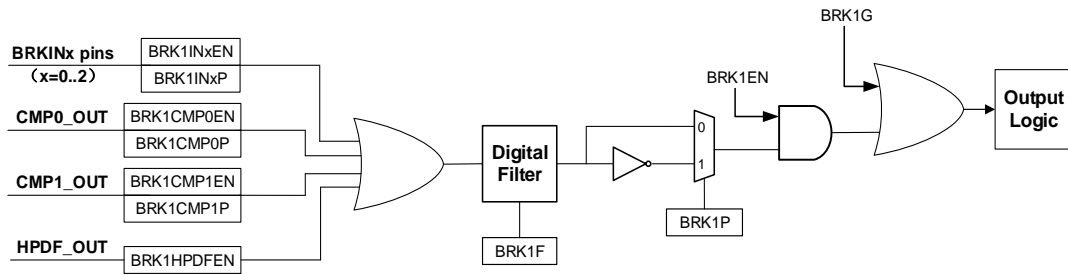 BRK1G
BRKINx pins
(x=0..2)
BRK1INxEN
BRK1INxP
BRK1EN
CMP0_OUT
BRK1CMP0EN
BRK1CMP0P
Digital
Filter
0
1
Output
Logic
CMP1_OUT
BRK1CMP1EN
BRK1CMP1P
BRK1F
BRK1P
HPDF_OUT
BRK1HPDFEN